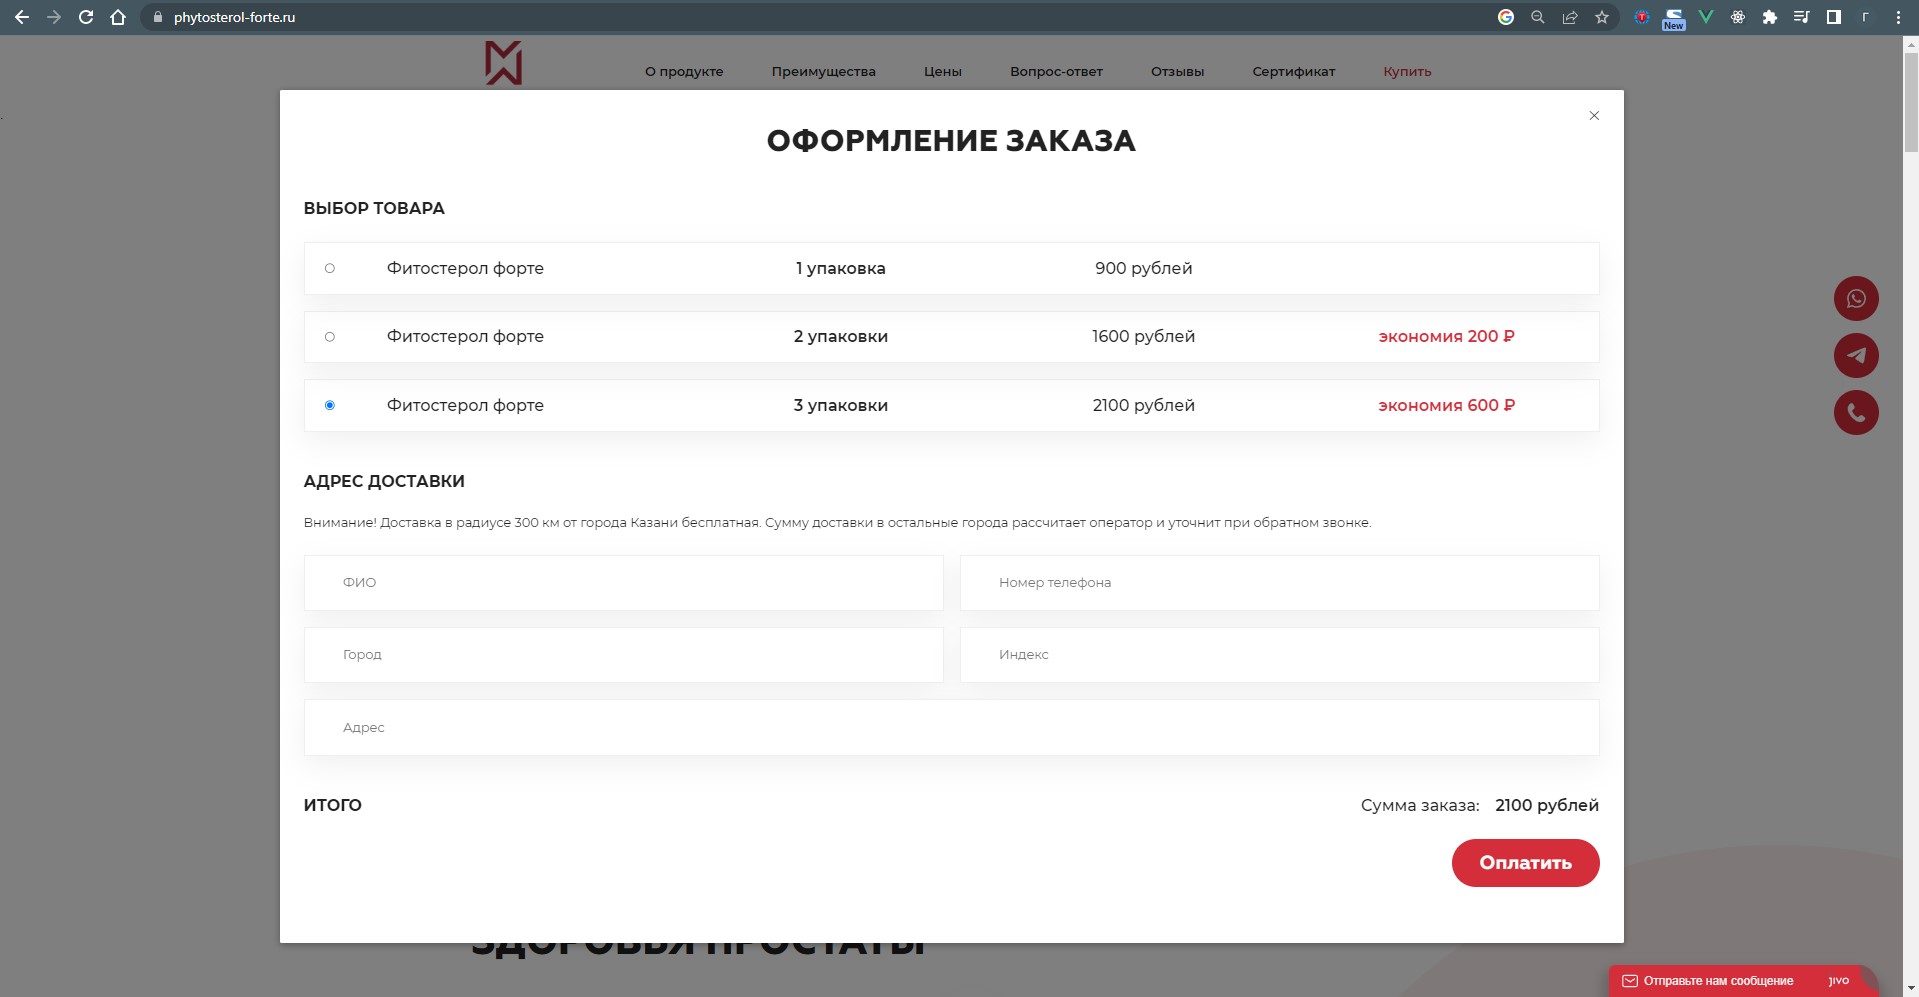 phytosterol-forte.ru
New
О продукте Преимущества Цены Вопрос-ответ Отзывы Сертификат Купить
ОФОРМЛЕНИЕ ЗАКАЗА
ВЫБОР ТОВАРА
Фитостерол форте 1 упаковка 900 рублей
Фитостерол форте 2 упаковки 1600 рублей экономия 200 ₽
Фитостерол форте 3 упаковки 2100 рублей экономия 600 ₽
АДРЕС ДОСТАВКИ
Внимание! Доставка в радиусе 300 км от города Казани бесплатная. Сумму доставки в остальные города рассчитает оператор и уточнит при обратном звонке.
ФИО Номер телефона
Город Индекс
Адрес
ИТОГО Сумма заказа: 2100 рублей
Оплатить
ЗДОРОВЬЯ ПРОСТАТЫ
Отправьте нам сообщение jivo